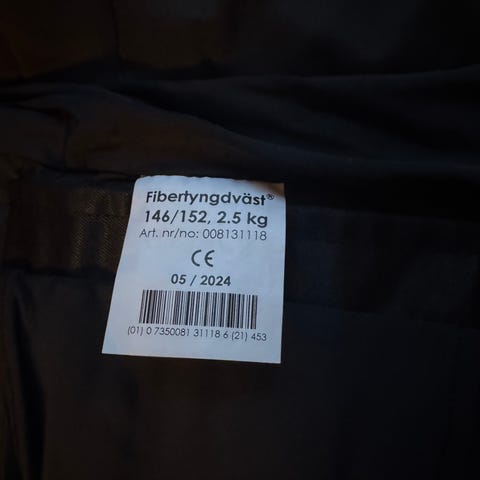 Fibertyngdväst®
146/152, 2.5 kg
Art. nr/no: 008131118
CE
05 / 2024
(01) 0 7350081 31118 6 (21) 453